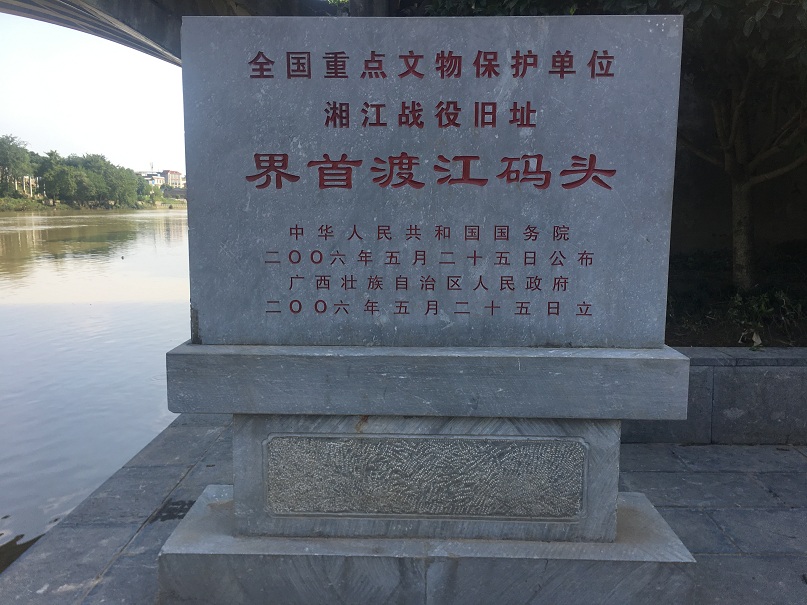 全国重点文物保护单位
湘江战役旧址
界首渡江码头
中华人民共和国国务院
二〇〇六年五月二十五日公布
广西壮族自治区人民政府
二〇〇六年五月二十五日立